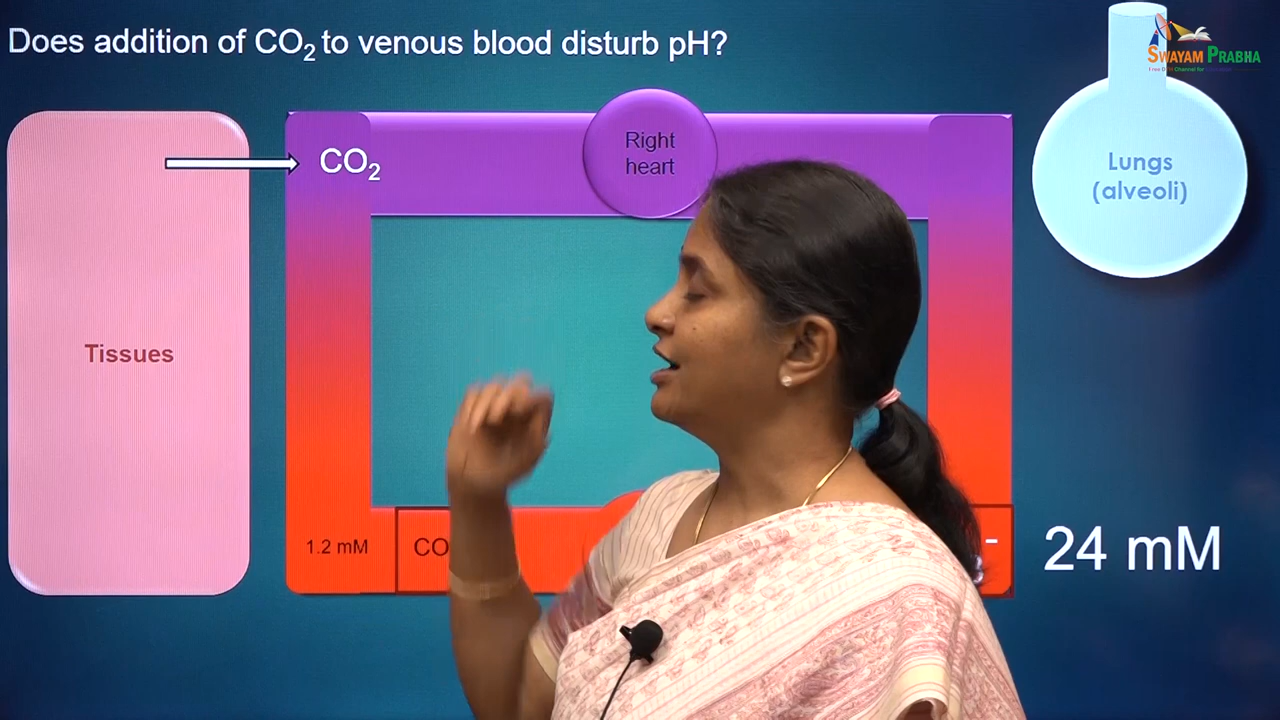 Does addition of CO₂ to venous blood disturb pH?
SWAYAM PRABHA
CO₂
Right
heart
Lungs
(alveoli)
Tissues
1.2 mM
CO
-
24 mM